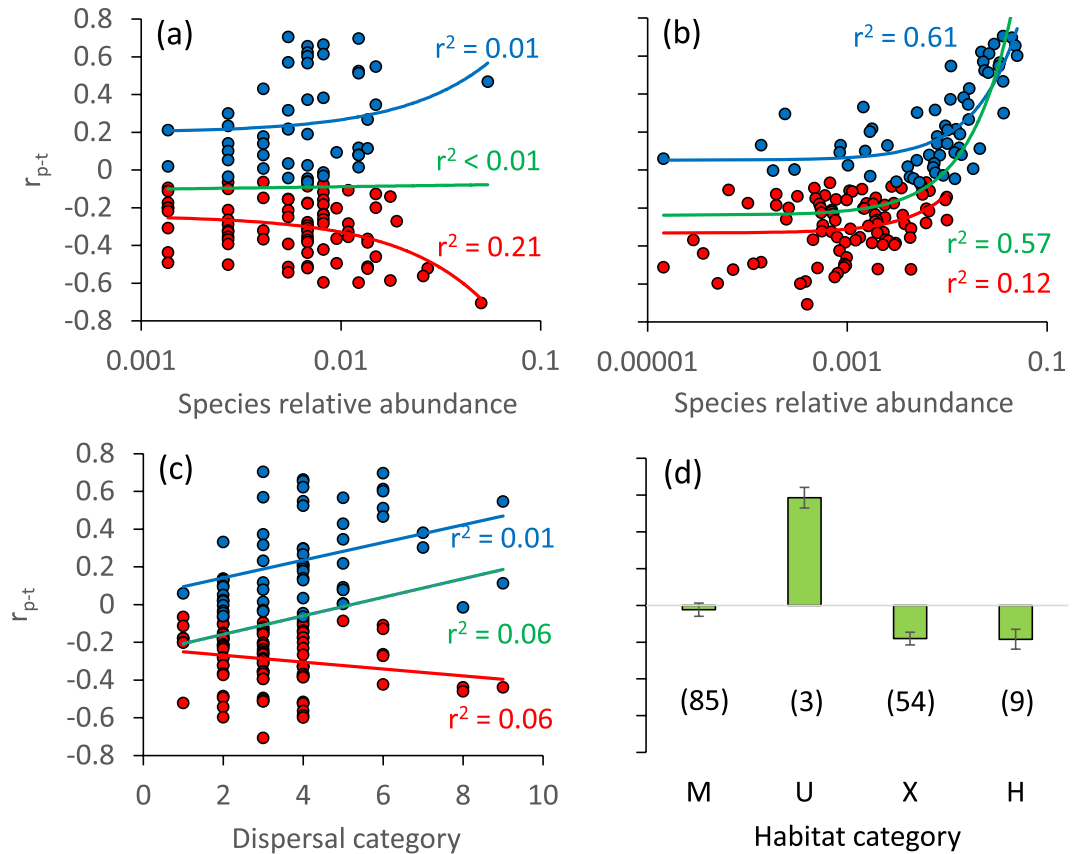 (a)
0.8
0.6
0.4
0.2
0
-0.2
-0.4
-0.6
-0.8
r² = 0.01
r² < 0.01
r² = 0.21
0.001 0.01 0.1
Species relative abundance
rₚ₋ₜ
(b)
r² = 0.61
r² = 0.57
r² = 0.12
0.00001 0.001 0.1
Species relative abundance
(c)
0.8
0.6
0.4
0.2
0
-0.2
-0.4
-0.6
-0.8
r² = 0.01
r² = 0.06
r² = 0.06
0 2 4 6 8 10
Dispersal category
rₚ₋ₜ
(d)
(85) (3) (54) (9)
M U X H
Habitat category